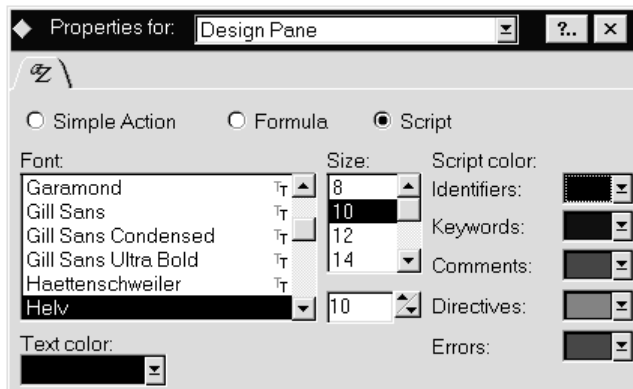 Properties for: Design Pane ?..
aZ
Simple Action Formula Script
Font: Size: Script color:
Garamond
Gill Sans
Gill Sans Condensed
Gill Sans Ultra Bold
Haettenschweiler
Helv
8
10
12
14
10
Identifiers:
Keywords:
Comments:
Directives:
Errors:
Text color: